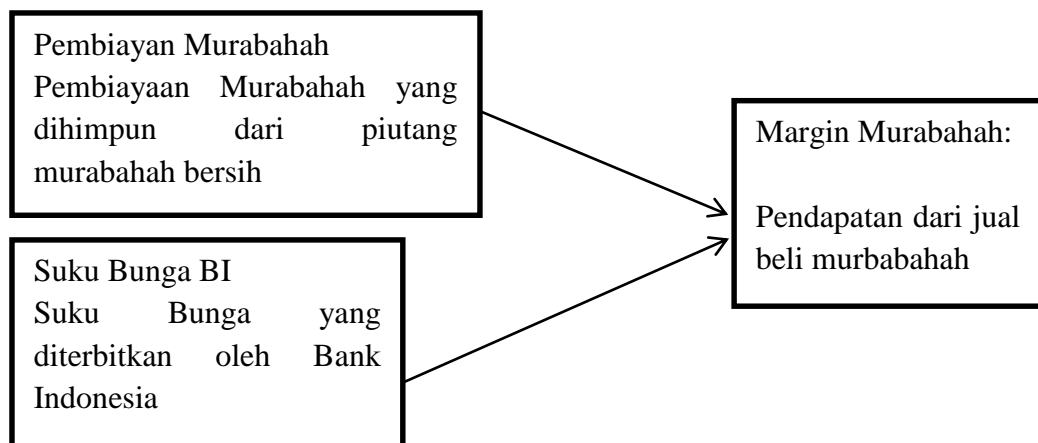 Pembiayan Murabahah
Pembiayaan Murabahah yang
dihimpun dari piutang
murabahah bersih
Suku Bunga BI
Suku Bunga yang
diterbitkan oleh Bank
Indonesia
Margin Murabahah:
Pendapatan dari jual
beli murbabahah